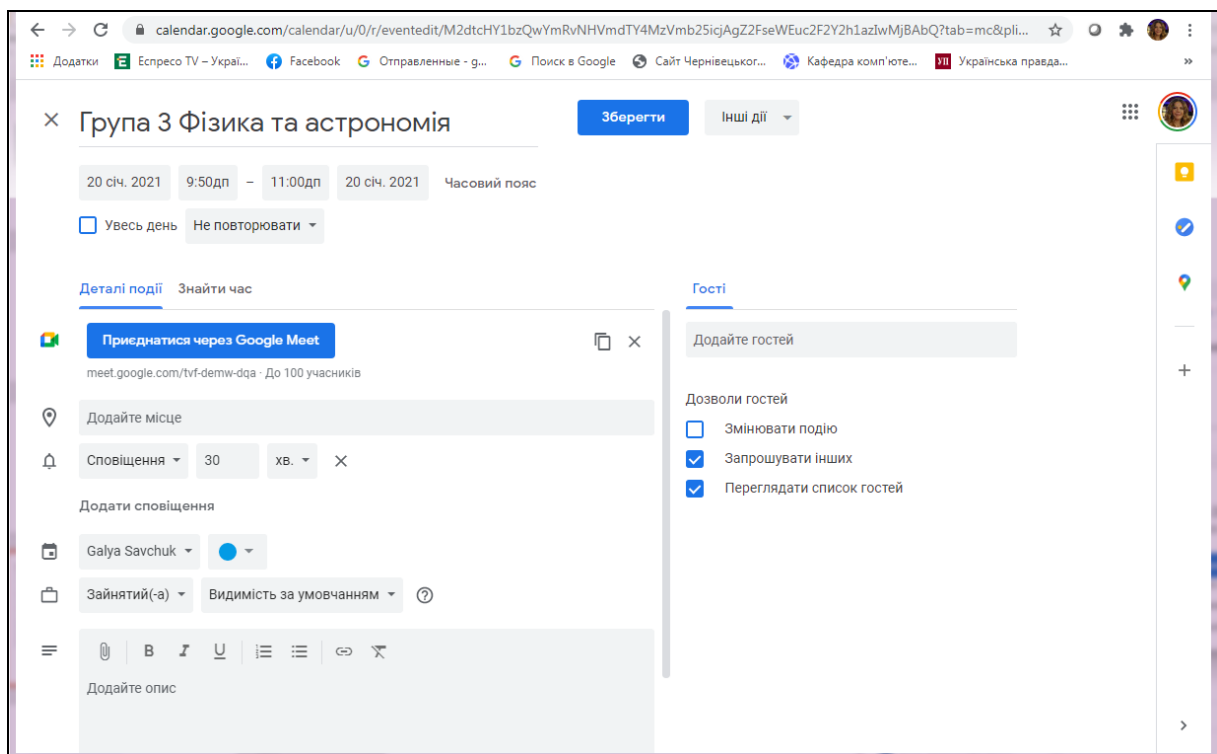 calendar.google.com/calendar/u/0/r/eventedit/M2dtcHY1bzQwYmRvNHVmdTY4MzVmb25icjAgZ2FseWEuc2F2Y2h1azIwMjBAbQ?tab=mc&pli...
Додатки Еспресо TV – Украї... Facebook Отправленные - g... Поиск в Google Сайт Чернівецьког... Кафедра комп'юте... УП Українська правда... »
Група 3 Фізика та астрономія Зберегти Інші дії
20 січ. 2021 9:50дп – 11:00дп 20 січ. 2021 Часовий пояс
Увесь день Не повторювати
Деталі події Знайти час Гості
Приєднатися через Google Meet Додайте гостей
meet.google.com/tvf-demw-dqa · До 100 учасників
Дозволи гостей
Додайте місце Змінювати подію
Сповіщення 30 хв. Запрошувати інших
Переглядати список гостей
Додати сповіщення
Galya Savchuk
Зайнятий(-а) Видимість за умовчанням
B I U
Додайте опис